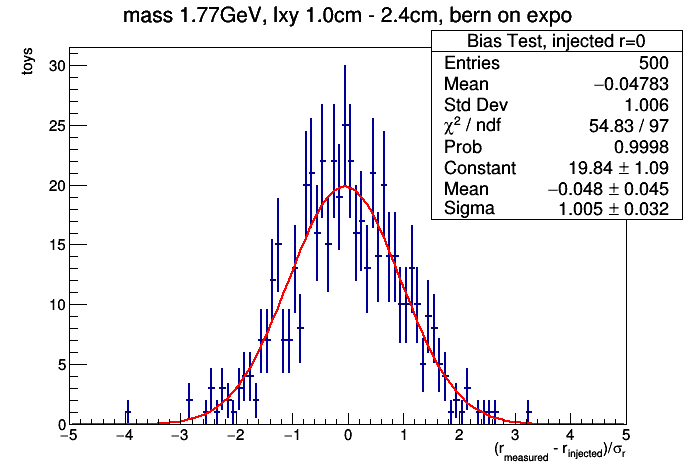 mass 1.77GeV, lxy 1.0cm - 2.4cm, bern on expo
Bias Test, injected r=0
Entries 500
Mean −0.04783
Std Dev 1.006
χ² / ndf 54.83 / 97
Prob 0.9998
Constant 19.84 ± 1.09
Mean −0.048 ± 0.045
Sigma 1.005 ± 0.032
toys
30
25
20
15
10
5
0
−5 −4 −3 −2 −1 0 1 2 3 4 5
(r_measured - r_injected)/σ_r